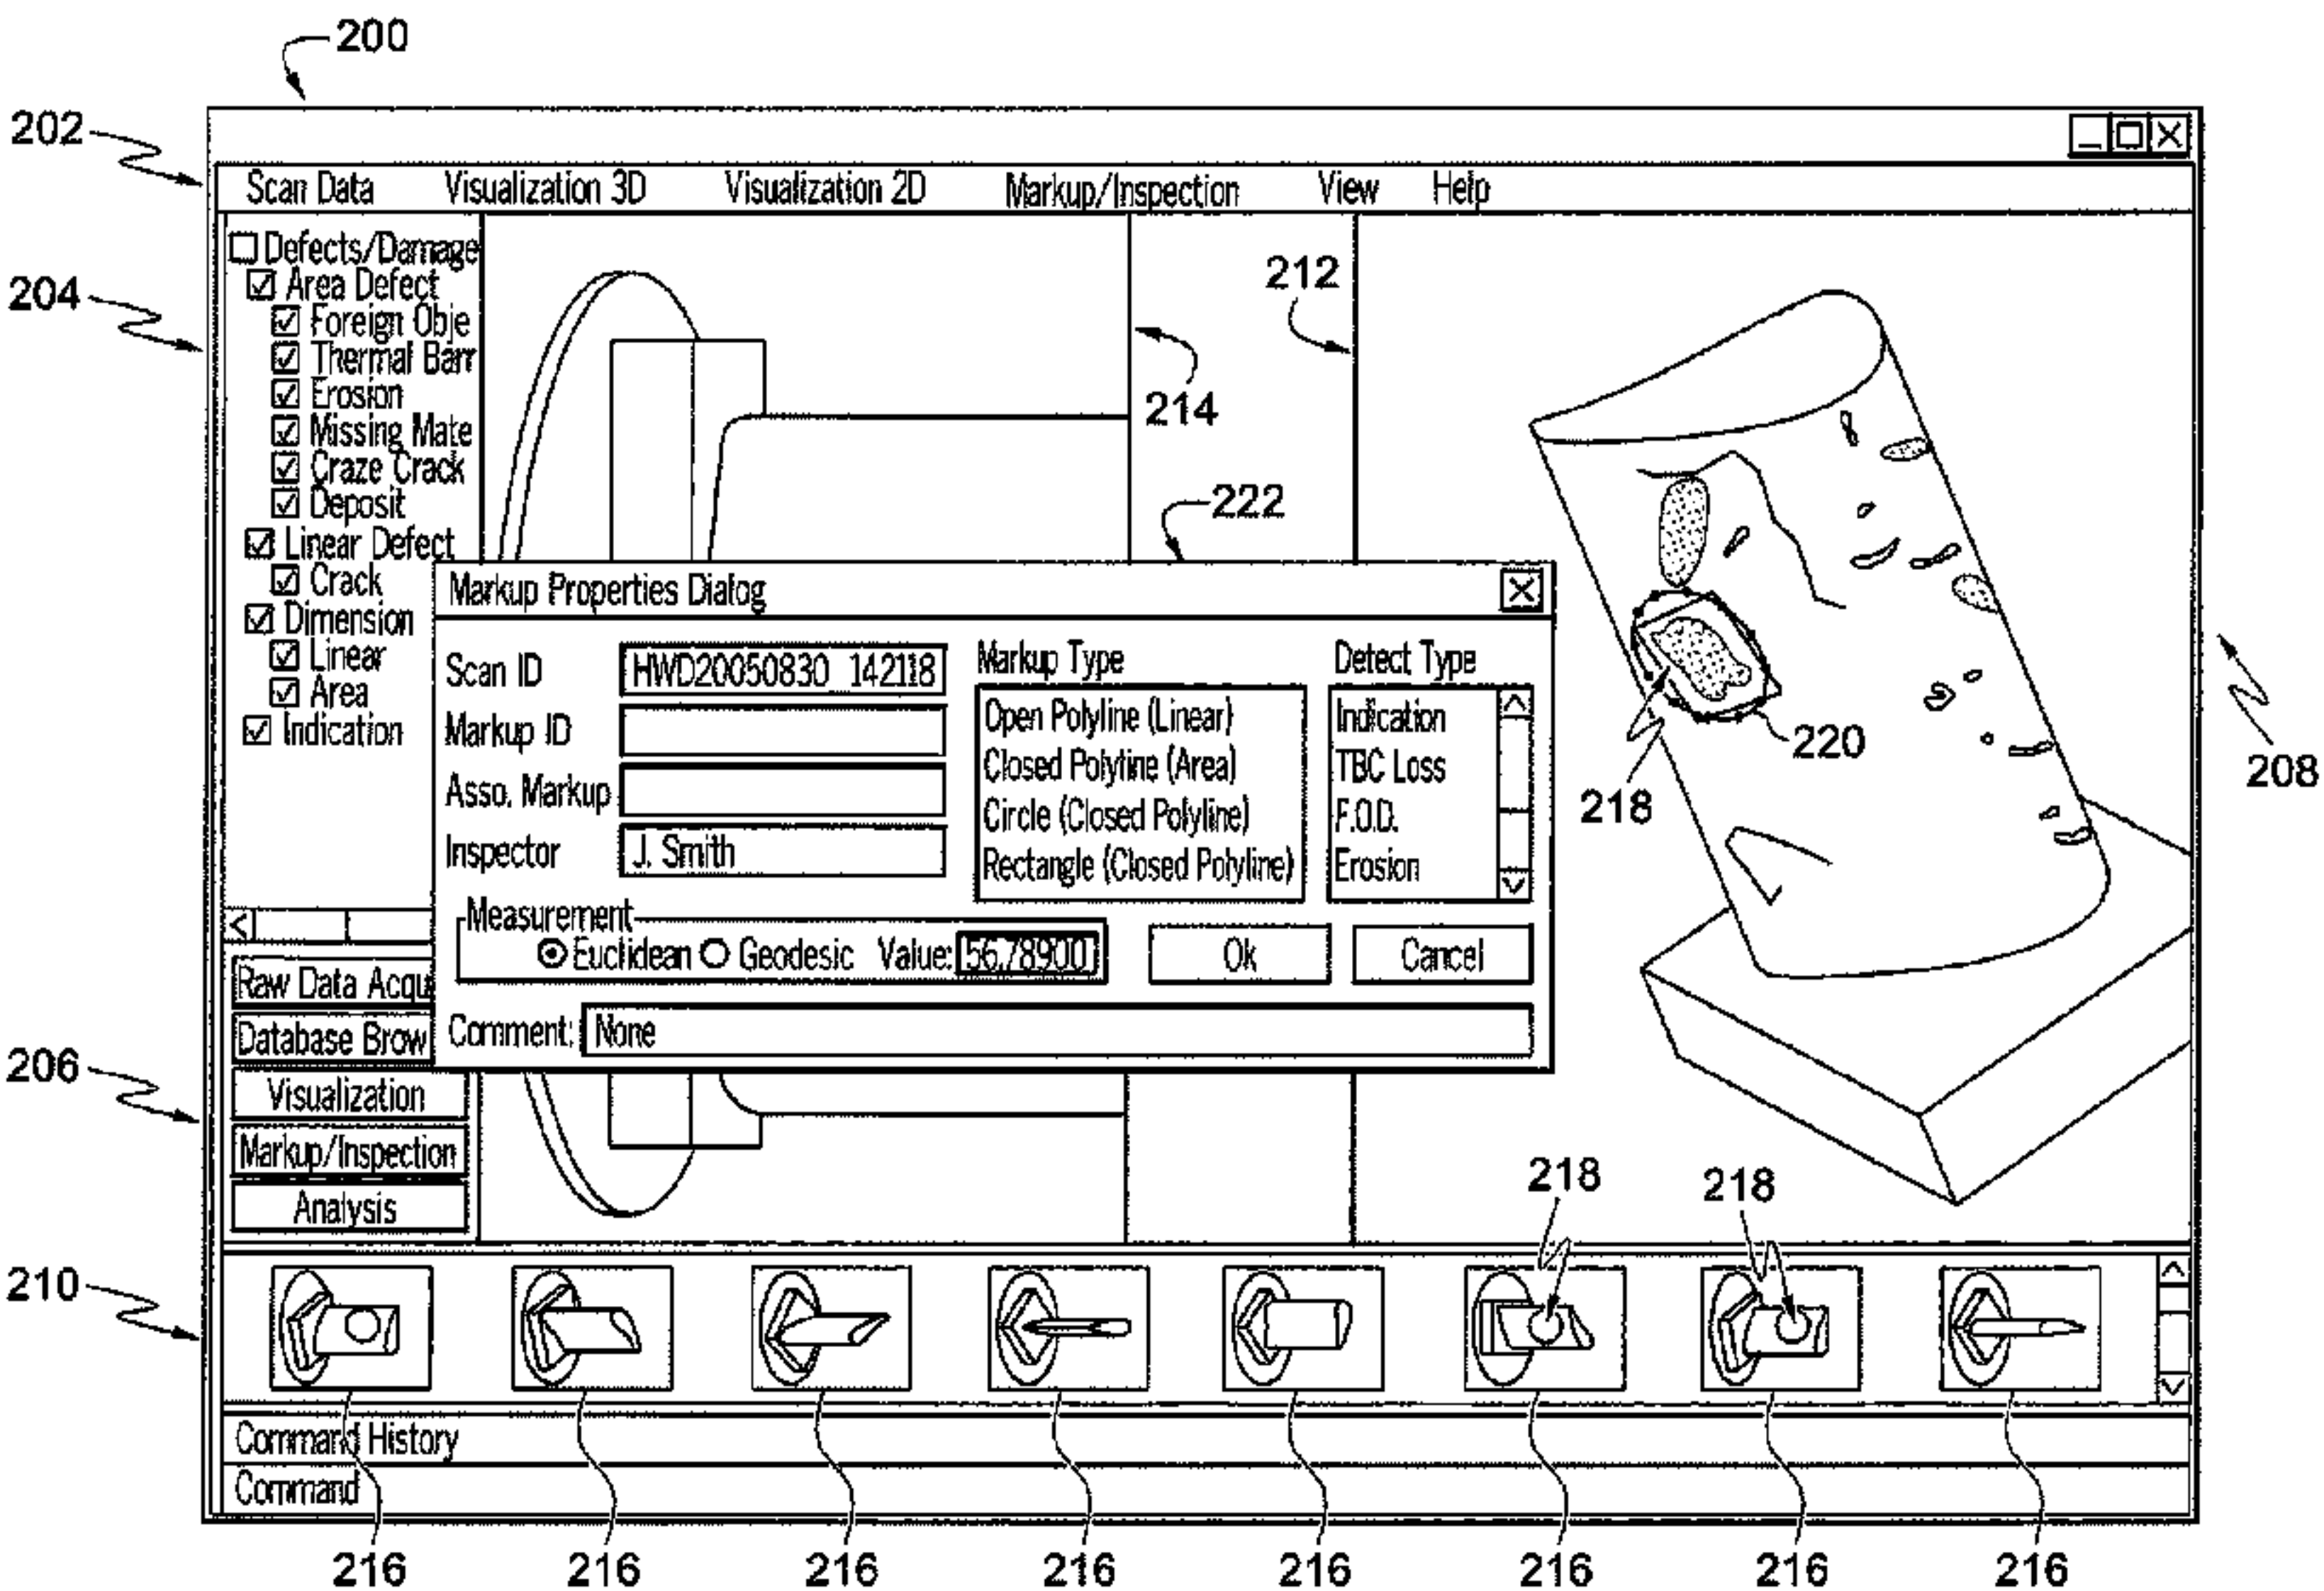 200
202
Scan Data Visualization 3D Visualization 2D Markup/Inspection View Help
204
Defects/Damage
Area Defect
Foreign Obje
Thermal Barr
Erosion
Missing Mate
Craze Crack
Deposit
Linear Defect
Crack
Dimension
Linear
Area
Indication
212
214
222
Markup Properties Dialog
Scan ID HWD20050830_142118
Markup ID
Asso. Markup
Inspector J. Smith
Markup Type
Open Polyline (Linear)
Closed Polyline (Area)
Circle (Closed Polyline)
Rectangle (Closed Polyline)
Detect Type
Indication
TBC Loss
F.O.D.
Erosion
Measurement
Euclidean Geodesic Value: 56.78900
Ok Cancel
Comment: None
220
218
208
206
Raw Data Acqu
Database Brow
Visualization
Markup/Inspection
Analysis
218 218
210
Command History
Command
216 216 216 216 216 216 216 216